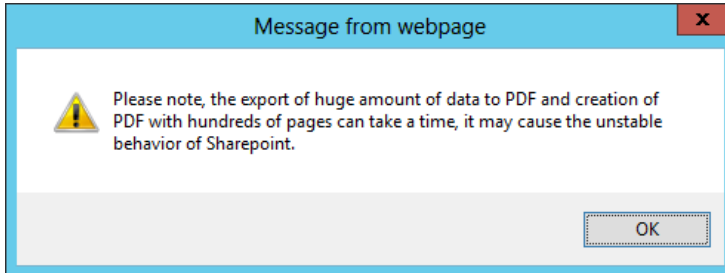 Message from webpage
x
Please note, the export of huge amount of data to PDF and creation of
PDF with hundreds of pages can take a time, it may cause the unstable
behavior of Sharepoint.
OK